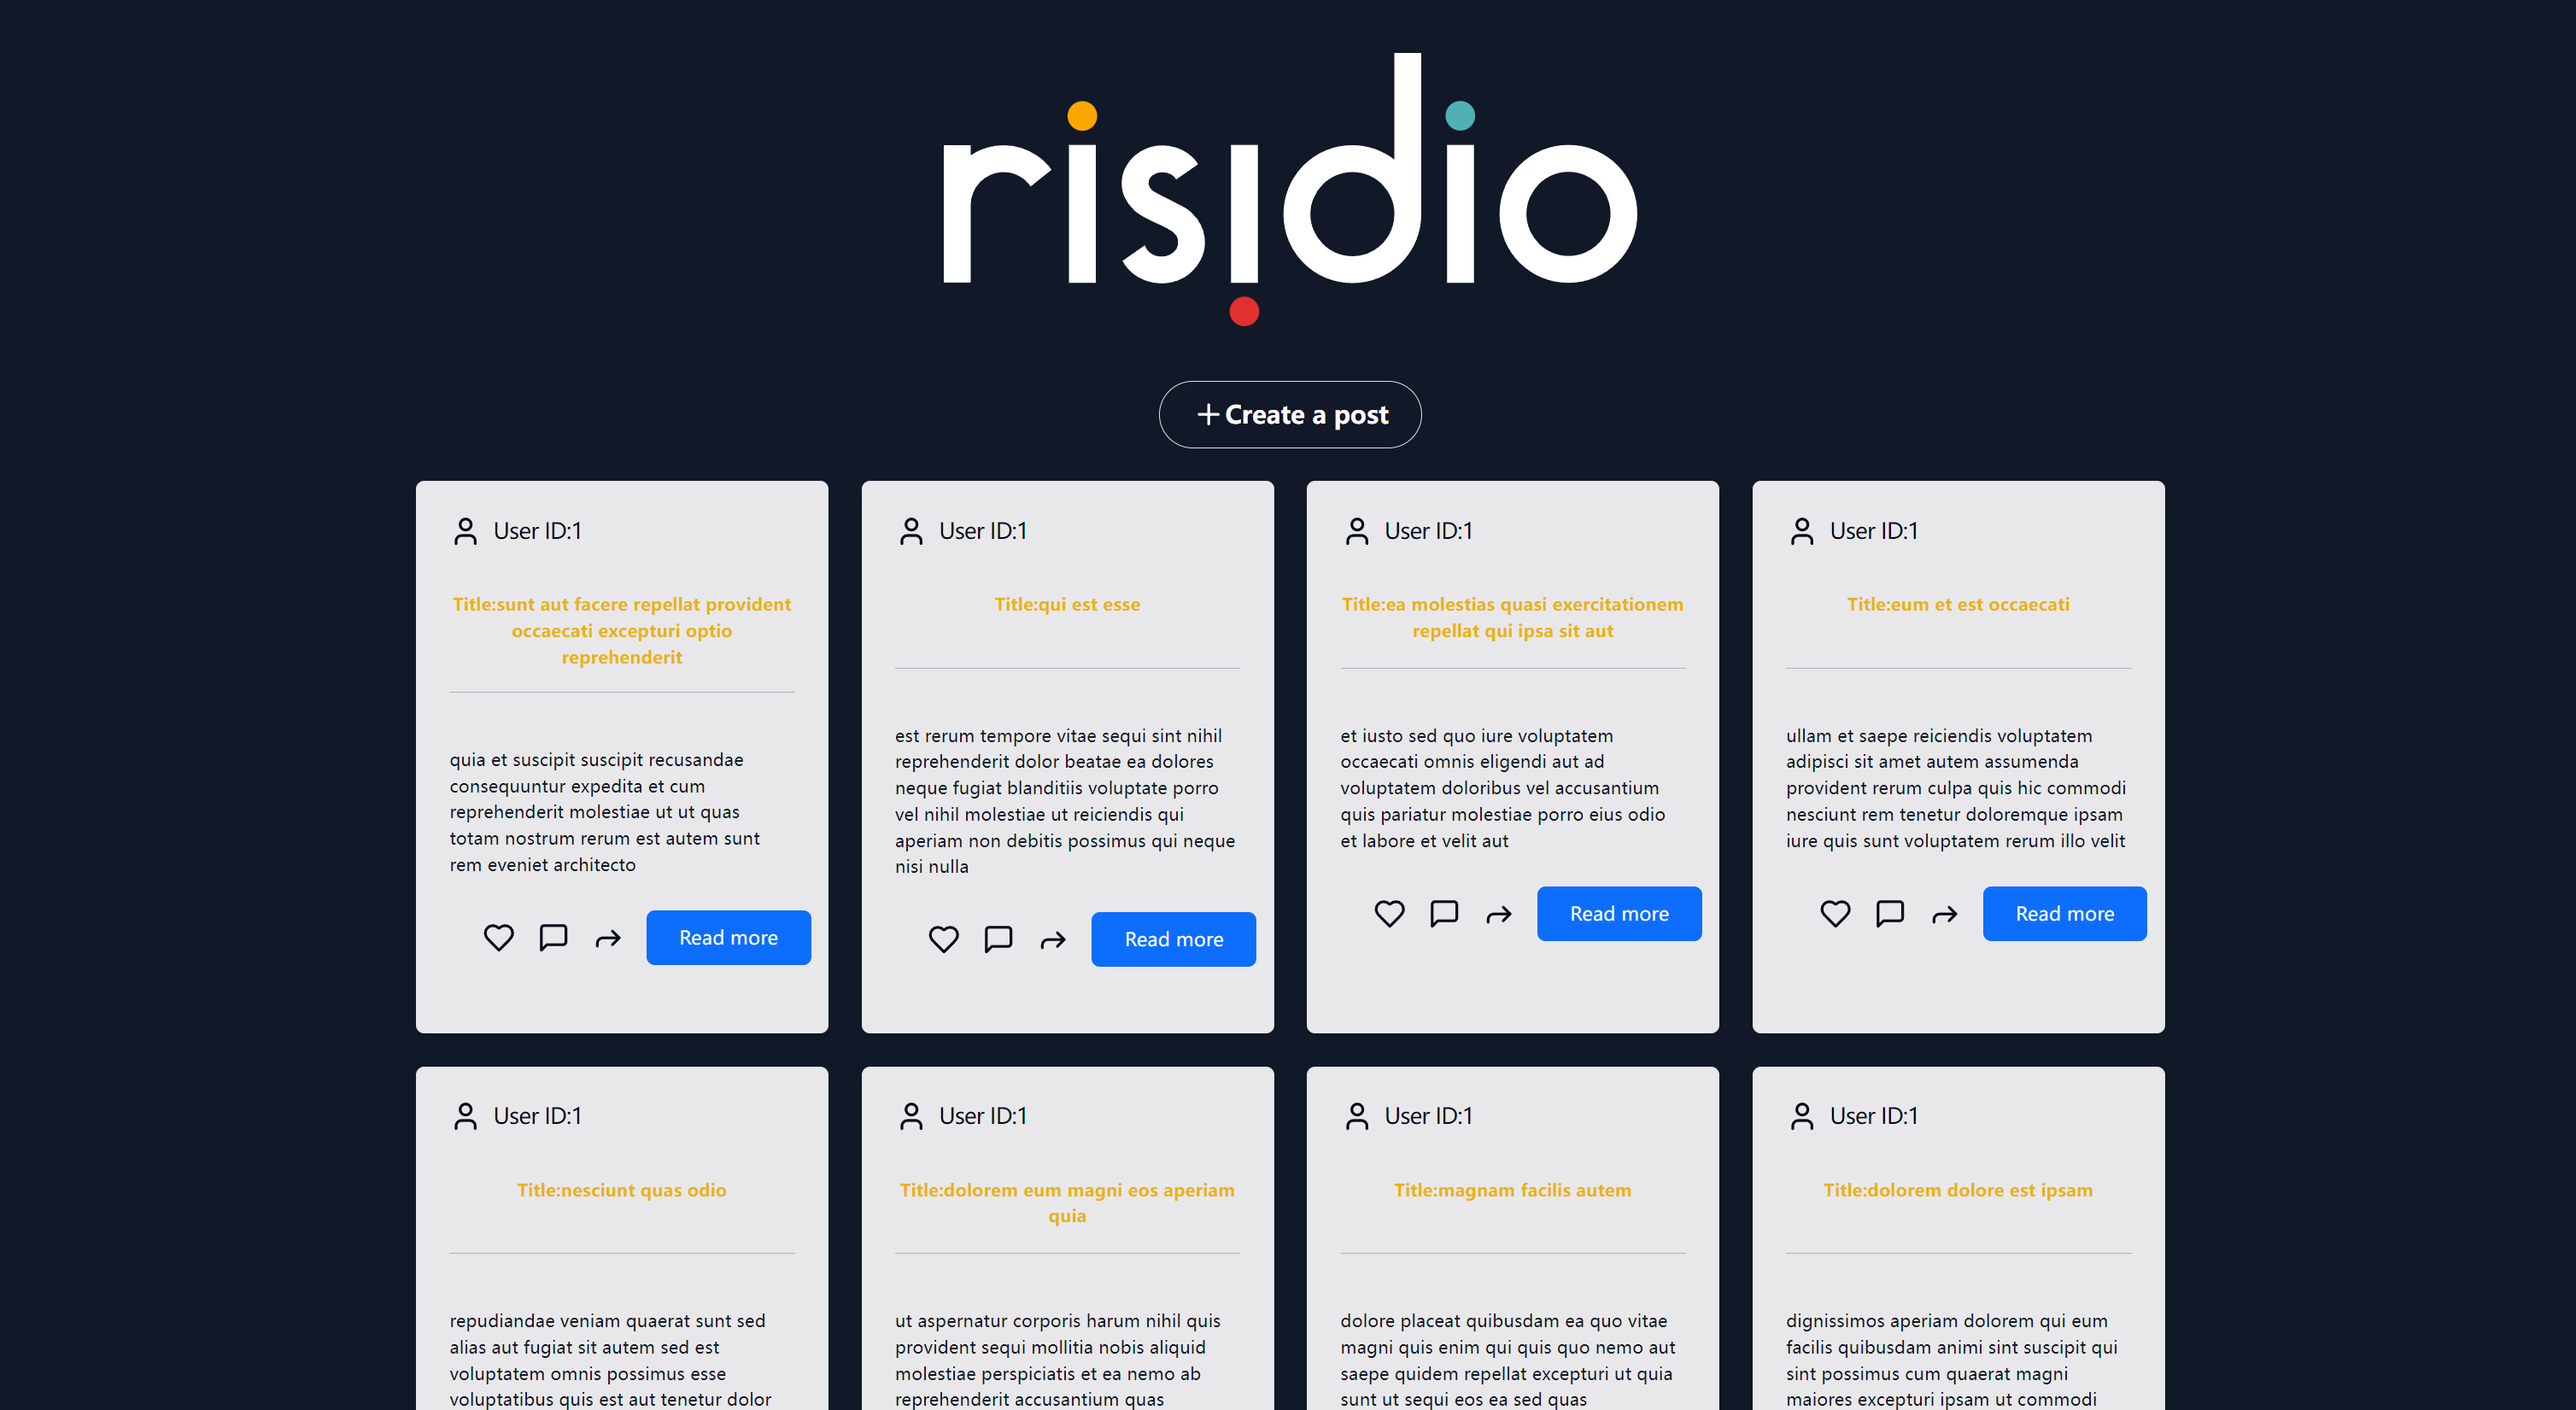 risidio
Create a post
User ID:1
Title:sunt aut facere repellat provident
occaecati excepturi optio
reprehenderit
quia et suscipit suscipit recusandae
consequuntur expedita et cum
reprehenderit molestiae ut ut quas
totam nostrum rerum est autem sunt
rem eveniet architecto
Read more
User ID:1
Title:qui est esse
est rerum tempore vitae sequi sint nihil
reprehenderit dolor beatae ea dolores
neque fugiat blanditiis voluptate porro
vel nihil molestiae ut reiciendis qui
aperiam non debitis possimus qui neque
nisi nulla
Read more
User ID:1
Title:ea molestias quasi exercitationem
repellat qui ipsa sit aut
et iusto sed quo iure voluptatem
occaecati omnis eligendi aut ad
voluptatem doloribus vel accusantium
quis pariatur molestiae porro eius odio
et labore et velit aut
Read more
User ID:1
Title:eum et est occaecati
ullam et saepe reiciendis voluptatem
adipisci sit amet autem assumenda
provident rerum culpa quis hic commodi
nesciunt rem tenetur doloremque ipsam
iure quis sunt voluptatem rerum illo velit
Read more
User ID:1
Title:nesciunt quas odio
repudiandae veniam quaerat sunt sed
alias aut fugiat sit autem sed est
voluptatem omnis possimus esse
voluptatibus quis est aut tenetur dolor
User ID:1
Title:dolorem eum magni eos aperiam
quia
ut aspernatur corporis harum nihil quis
provident sequi mollitia nobis aliquid
molestiae perspiciatis et ea nemo ab
reprehenderit accusantium quas
User ID:1
Title:magnam facilis autem
dolore placeat quibusdam ea quo vitae
magni quis enim qui quis quo nemo aut
saepe quidem repellat excepturi ut quia
sunt ut sequi eos ea sed quas
User ID:1
Title:dolorem dolore est ipsam
dignissimos aperiam dolorem qui eum
facilis quibusdam animi sint suscipit qui
sint possimus cum quaerat magni
maiores excepturi ipsam ut commodi